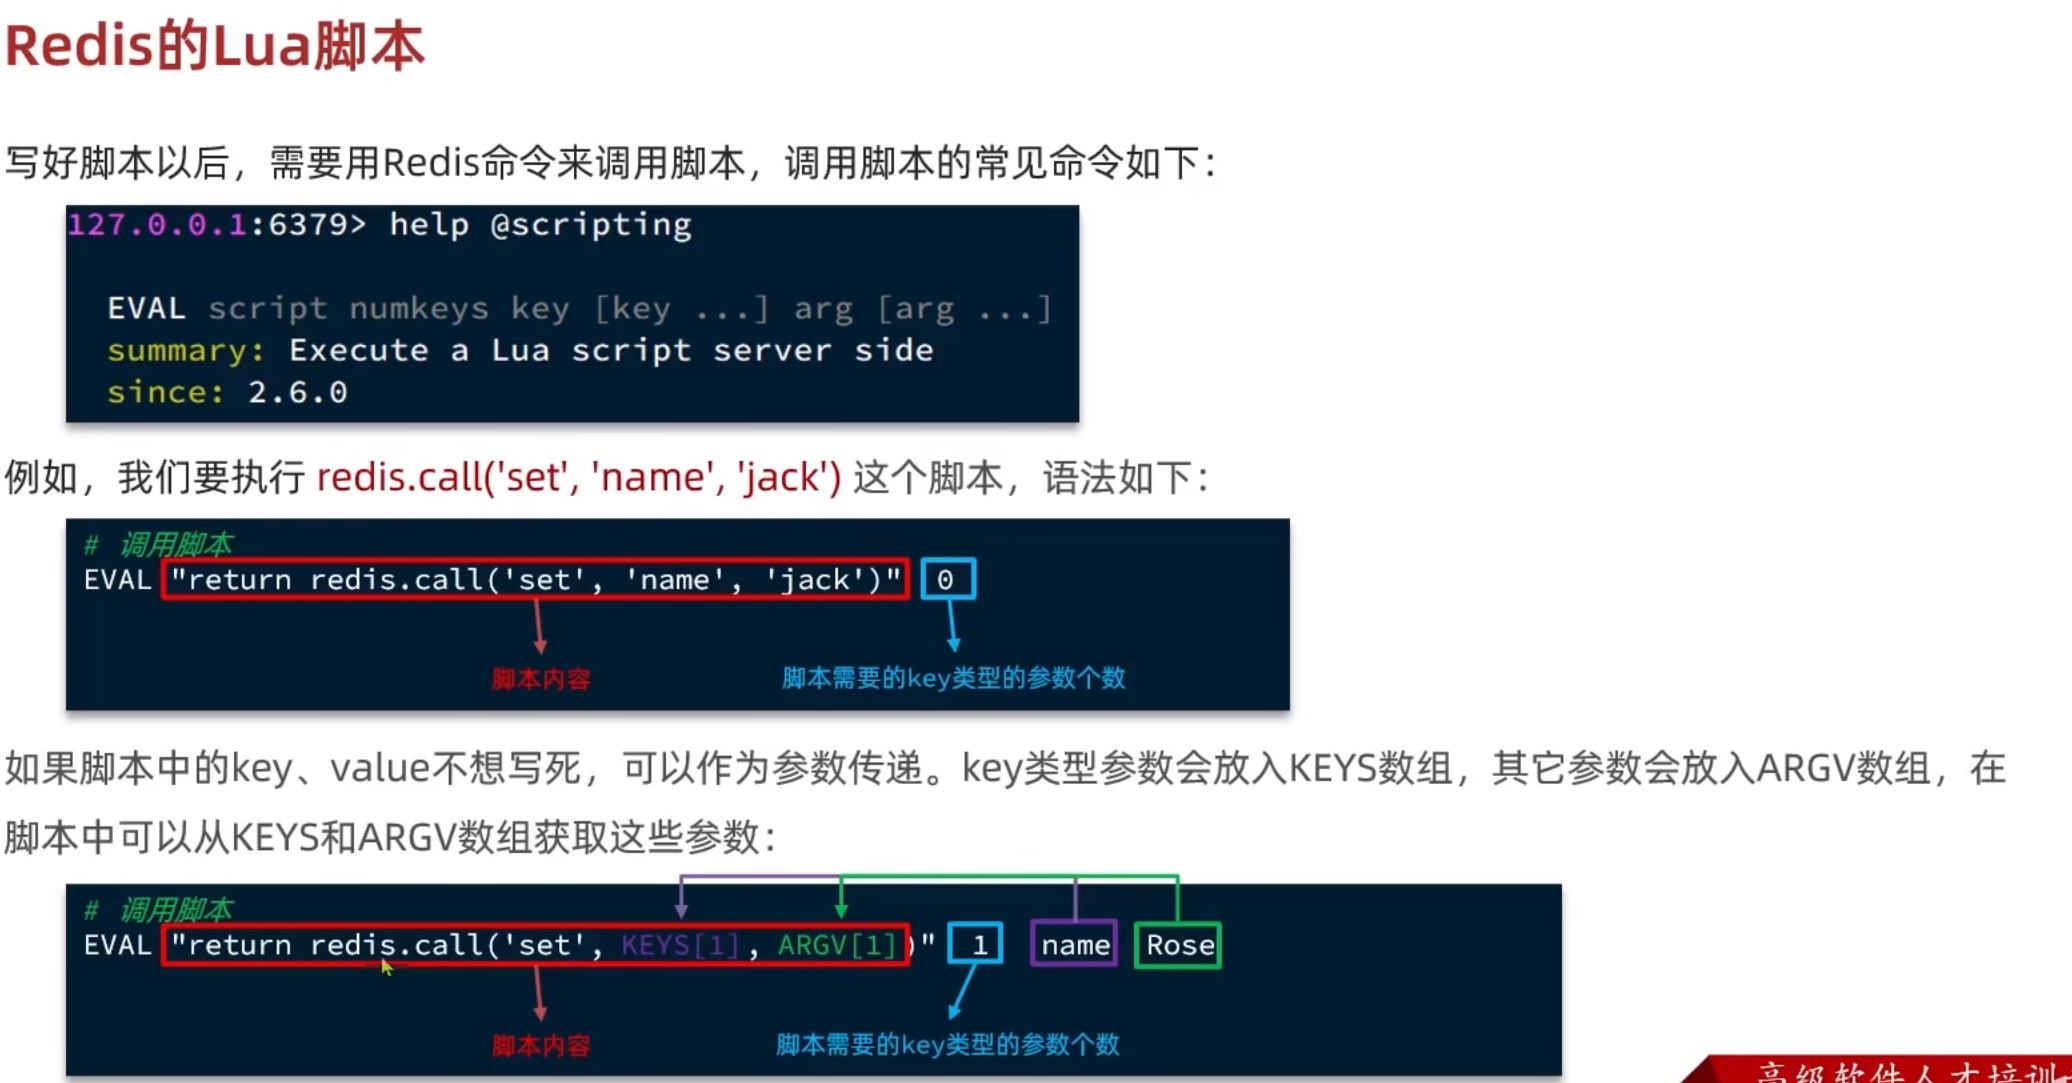 Redis的Lua脚本
写好脚本以后，需要用Redis命令来调用脚本，调用脚本的常见命令如下：
127.0.0.1:6379> help @scripting
EVAL script numkeys key [key ...] arg [arg ...]
summary: Execute a Lua script server side
since: 2.6.0
例如，我们要执行 redis.call('set', 'name', 'jack') 这个脚本，语法如下：
# 调用脚本
EVAL "return redis.call('set', 'name', 'jack')" 0
脚本内容 脚本需要的key类型的参数个数
如果脚本中的key、value不想写死，可以作为参数传递。key类型参数会放入KEYS数组，其它参数会放入ARGV数组，在
脚本中可以从KEYS和ARGV数组获取这些参数：
# 调用脚本
EVAL "return redis.call('set', KEYS[1], ARGV[1])" 1 name Rose
脚本内容 脚本需要的key类型的参数个数
高级软件人才培训